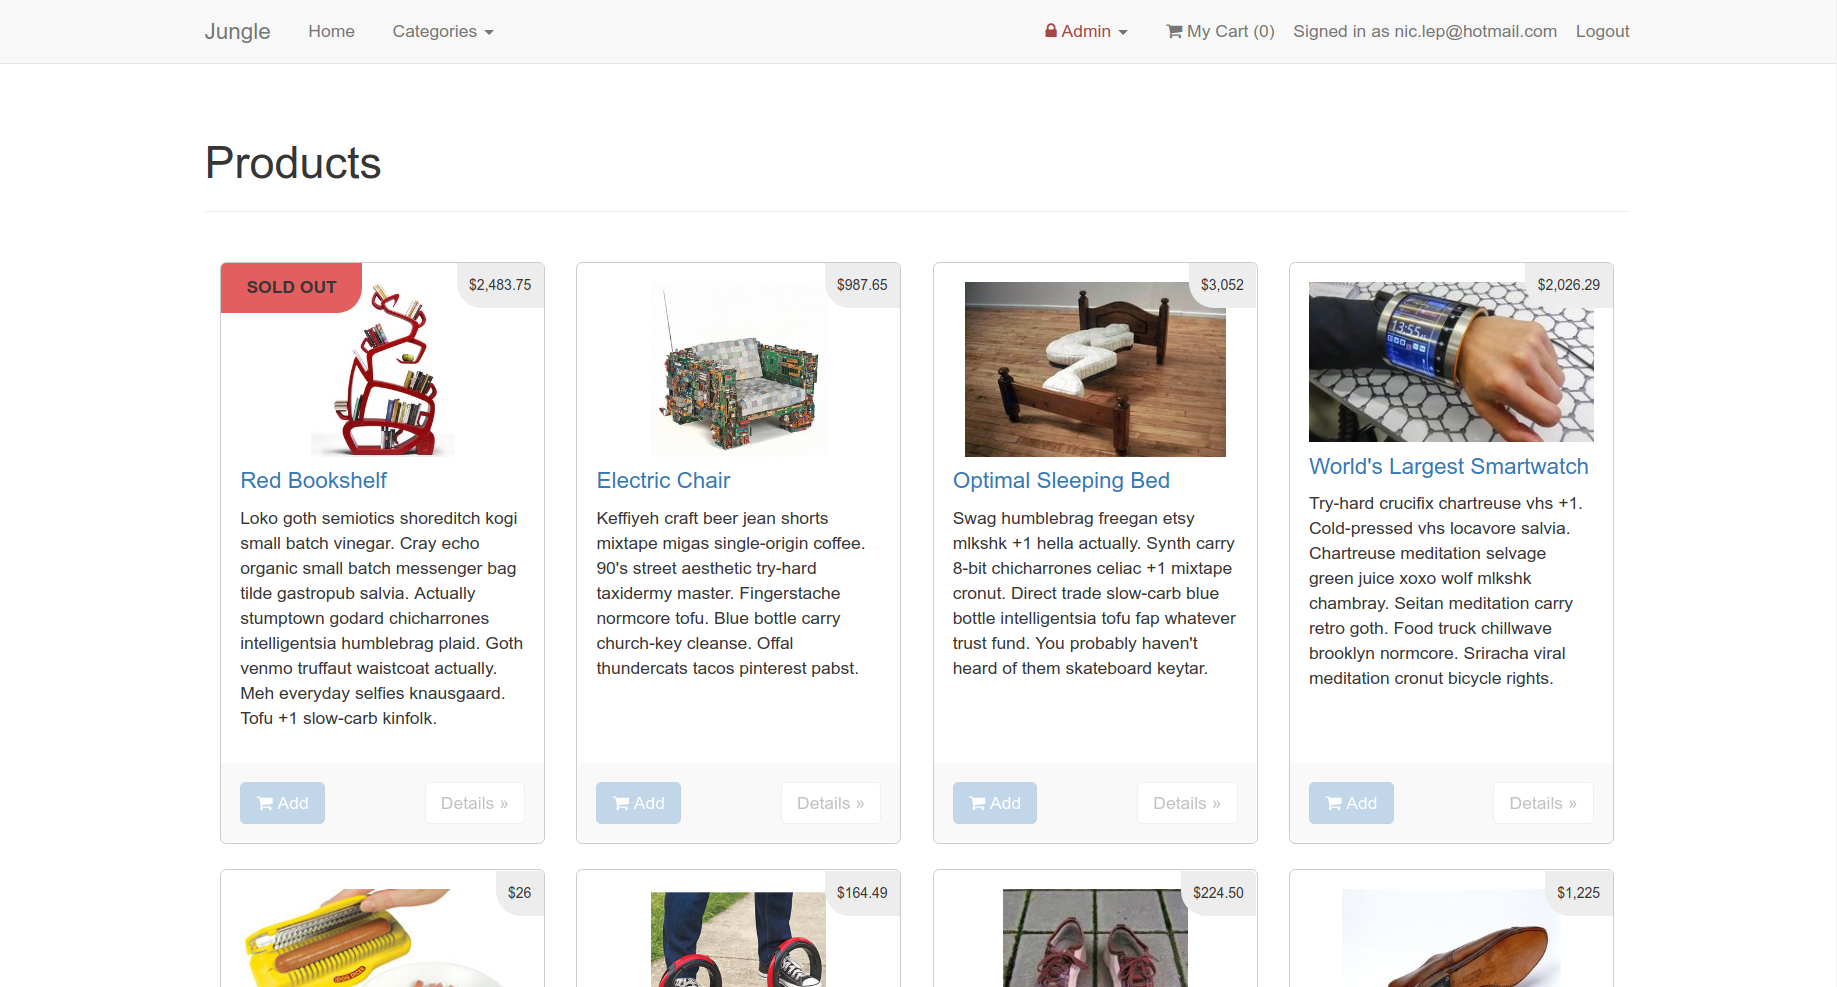 Jungle Home Categories Admin My Cart (0) Signed in as nic.lep@hotmail.com Logout
Products
SOLD OUT
$2,483.75
Red Bookshelf
Loko goth semiotics shoreditch kogi
small batch vinegar. Cray echo
organic small batch messenger bag
tilde gastropub salvia. Actually
stumptown godard chicharrones
intelligentsia humblebrag plaid. Goth
venmo truffaut waistcoat actually.
Meh everyday selfies knausgaard.
Tofu +1 slow-carb kinfolk.
Add Details »
$987.65
Electric Chair
Keffiyeh craft beer jean shorts
mixtape migas single-origin coffee.
90's street aesthetic try-hard
taxidermy master. Fingerstache
normcore tofu. Blue bottle carry
church-key cleanse. Offal
thundercats tacos pinterest pabst.
Add Details »
$3,052
Optimal Sleeping Bed
Swag humblebrag freegan etsy
mlkshk +1 hella actually. Synth carry
8-bit chicharrones celiac +1 mixtape
cronut. Direct trade slow-carb blue
bottle intelligentsia tofu fap whatever
trust fund. You probably haven't
heard of them skateboard keytar.
Add Details »
$2,026.29
13:55
World's Largest Smartwatch
Try-hard crucifix chartreuse vhs +1.
Cold-pressed vhs locavore salvia.
Chartreuse meditation selvage
green juice xoxo wolf mlkshk
chambray. Seitan meditation carry
retro goth. Food truck chillwave
brooklyn normcore. Sriracha viral
meditation cronut bicycle rights.
Add Details »
$26
$164.49
$224.50
$1,225